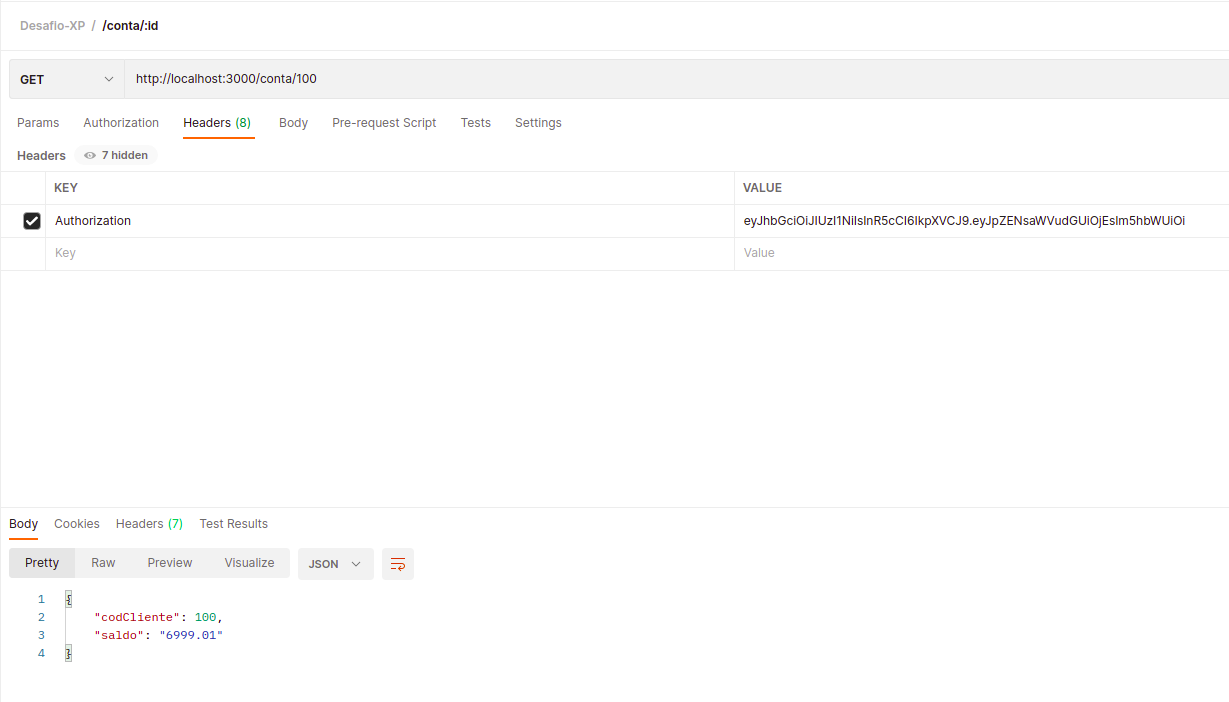 Desafio-XP / /conta/:id
GET http://localhost:3000/conta/100
Params Authorization Headers (8) Body Pre-request Script Tests Settings
Headers 7 hidden
KEY VALUE
Authorization eyJhbGciOiJIUzI1NiIsInR5cCI6IkpXVCJ9.eyJpZENsaWVudGUiOjEsIm5hbWUiOi
Key Value
Body Cookies Headers (7) Test Results
Pretty Raw Preview Visualize JSON
1 {
2 "codCliente": 100,
3 "saldo": "6999.01"
4 }